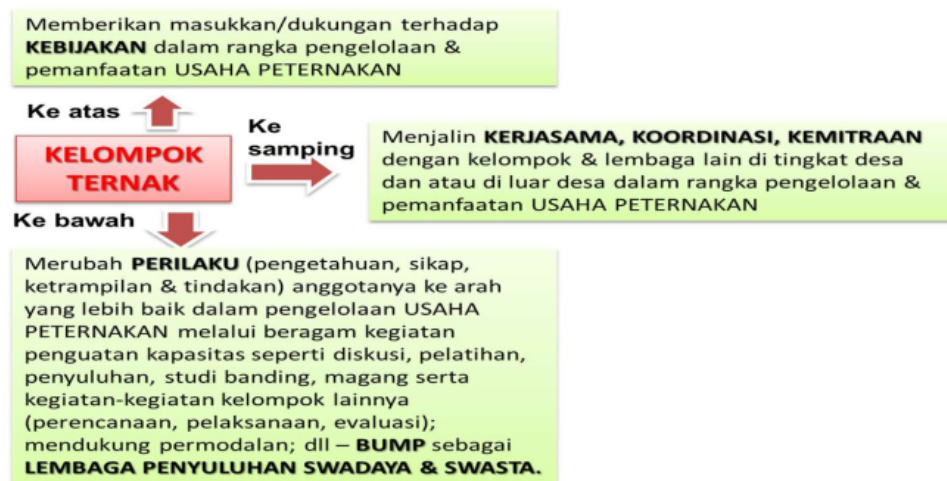 Memberikan masukkan/dukungan terhadap
KEBIJAKAN dalam rangka pengelolaan &
pemanfaatan USAHA PETERNAKAN
Ke atas
KELOMPOK
TERNAK
Ke
samping
Menjalin KERJASAMA, KOORDINASI, KEMITRAAN
dengan kelompok & lembaga lain di tingkat desa
dan atau di luar desa dalam rangka pengelolaan &
pemanfaatan USAHA PETERNAKAN
Ke bawah
Merubah PERILAKU (pengetahuan, sikap,
ketrampilan & tindakan) anggotanya ke arah
yang lebih baik dalam pengelolaan USAHA
PETERNAKAN melalui beragam kegiatan
penguatan kapasitas seperti diskusi, pelatihan,
penyuluhan, studi banding, magang serta
kegiatan-kegiatan kelompok lainnya
(perencanaan, pelaksanaan, evaluasi);
mendukung permodalan; dll – BUMP sebagai
LEMBAGA PENYULUHAN SWADAYA & SWASTA.